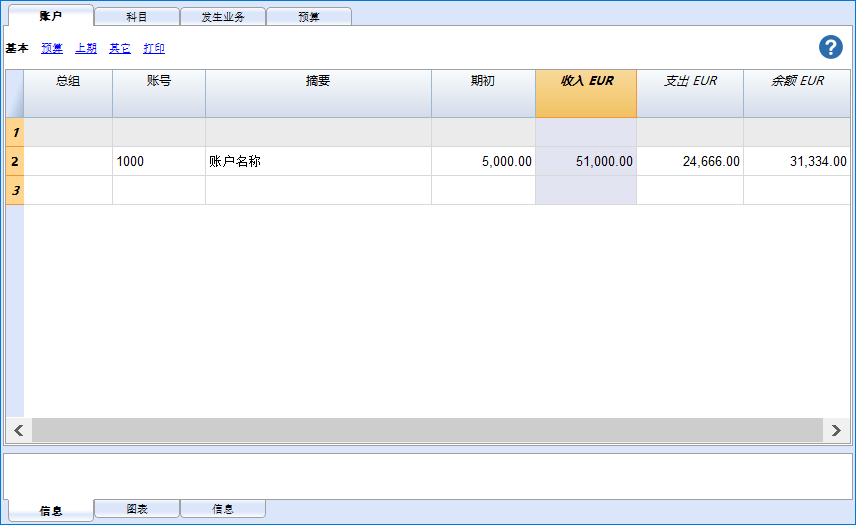 账户 科目 发生业务 预算
基本 预算 上期 其它 打印 ?
总组 账号 摘要 期初 收入 EUR 支出 EUR 余额 EUR
1
2 1000 账户名称 5,000.00 51,000.00 24,666.00 31,334.00
3
信息 图表 信息